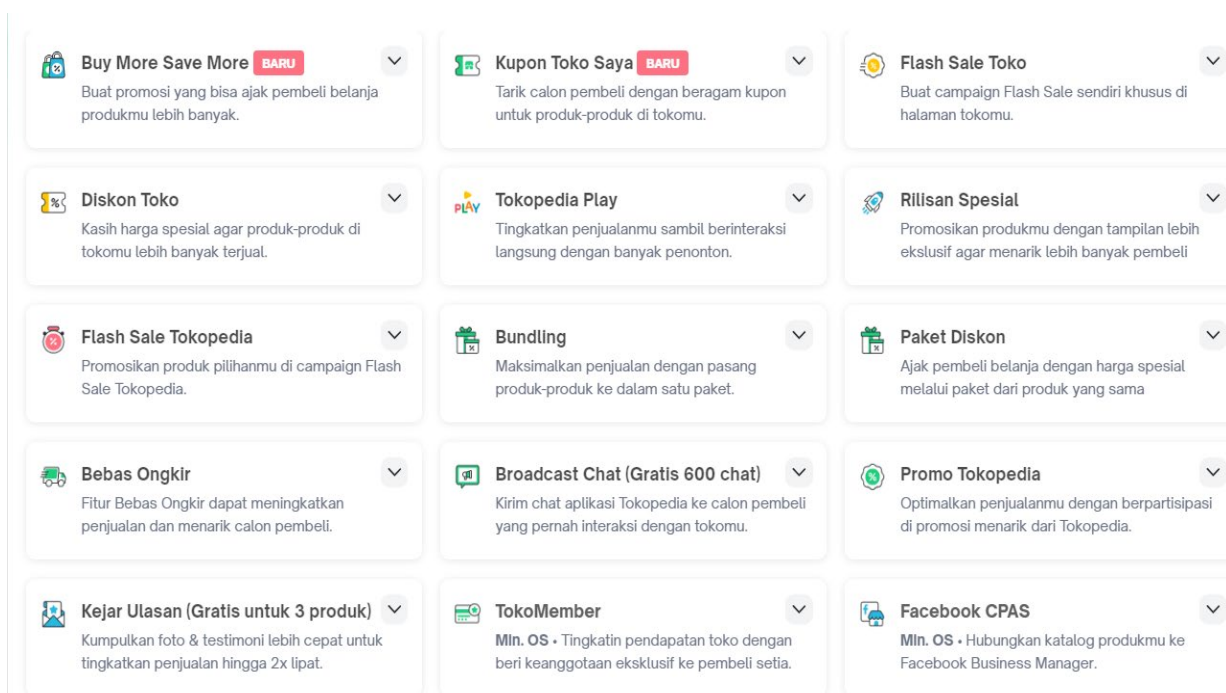 Buy More Save More BARU
Buat promosi yang bisa ajak pembeli belanja
produkmu lebih banyak.
Kupon Toko Saya BARU
Tarik calon pembeli dengan beragam kupon
untuk produk-produk di tokomu.
Flash Sale Toko
Buat campaign Flash Sale sendiri khusus di
halaman tokomu.
Diskon Toko
Kasih harga spesial agar produk-produk di
tokomu lebih banyak terjual.
PLAY
Tokopedia Play
Tingkatkan penjualanmu sambil berinteraksi
langsung dengan banyak penonton.
Rilisan Spesial
Promosikan produkmu dengan tampilan lebih
ekslusif agar menarik lebih banyak pembeli
Flash Sale Tokopedia
Promosikan produk pilihanmu di campaign Flash
Sale Tokopedia.
Bundling
Maksimalkan penjualan dengan pasang
produk-produk ke dalam satu paket.
Paket Diskon
Ajak pembeli belanja dengan harga spesial
melalui paket dari produk yang sama
Bebas Ongkir
Fitur Bebas Ongkir dapat meningkatkan
penjualan dan menarik calon pembeli.
Broadcast Chat (Gratis 600 chat)
Kirim chat aplikasi Tokopedia ke calon pembeli
yang pernah interaksi dengan tokomu.
Promo Tokopedia
Optimalkan penjualanmu dengan berpartisipasi
di promosi menarik dari Tokopedia.
Kejar Ulasan (Gratis untuk 3 produk)
Kumpulkan foto & testimoni lebih cepat untuk
tingkatkan penjualan hingga 2x lipat.
TokoMember
Min. OS • Tingkatin pendapatan toko dengan
beri keanggotaan eksklusif ke pembeli setia.
Facebook CPAS
Min. OS • Hubungkan katalog produkmu ke
Facebook Business Manager.